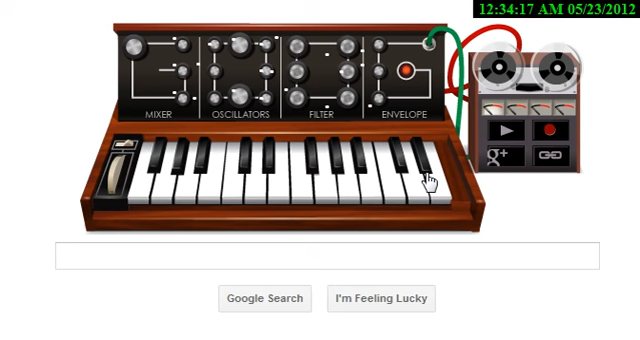 12:34:17 AM 05/23/2012
MIXER OSCILLATORS FILTER ENVELOPE
g+
Google Search I'm Feeling Lucky